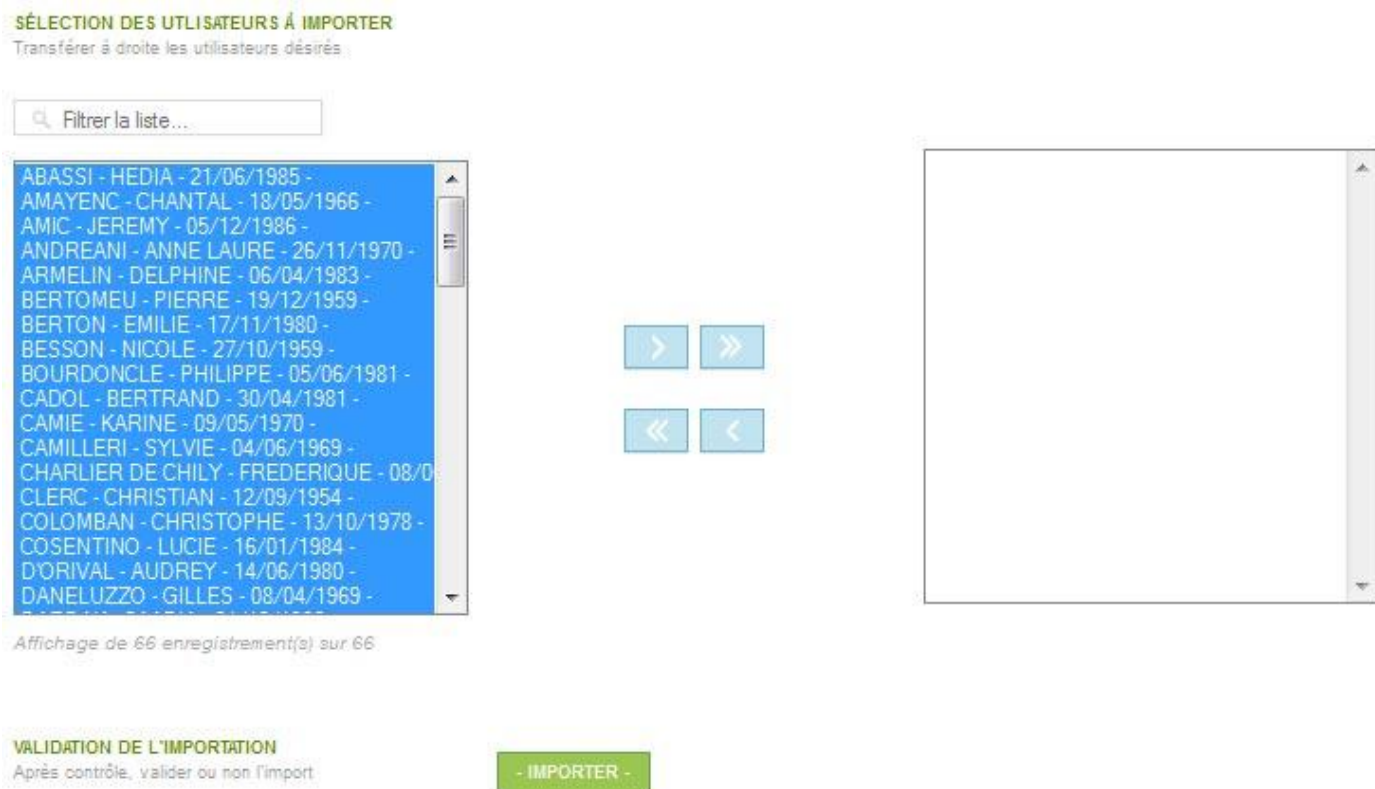 SÉLECTION DES UTLISATEURS Á IMPORTER
Transférer à droite les utilisateurs désirés
Filtrer la liste...
ABASSI - HEDIA - 21/06/1985 -
AMAYENC - CHANTAL - 18/05/1966 -
AMIC - JEREMY - 05/12/1986 -
ANDREANI - ANNE LAURE - 26/11/1970 -
ARMELIN - DELPHINE - 06/04/1983 -
BERTOMEU - PIERRE - 19/12/1959 -
BERTON - EMILIE - 17/11/1980 -
BESSON - NICOLE - 27/10/1959 -
BOURDONCLE - PHILIPPE - 05/06/1981 -
CADOL - BERTRAND - 30/04/1981 -
CAMIE - KARINE - 09/05/1970 -
CAMILLERI - SYLVIE - 04/06/1969 -
CHARLIER DE CHILY - FREDERIQUE - 08/0
CLERC - CHRISTIAN - 12/09/1954 -
COLOMBAN - CHRISTOPHE - 13/10/1978 -
COSENTINO - LUCIE - 16/01/1984 -
D'ORIVAL - AUDREY - 14/06/1980 -
DANELUZZO - GILLES - 08/04/1969 -
Affichage de 66 enregistrement(s) sur 66
VALIDATION DE L'IMPORTATION
Après contrôle, valider ou non l'import
- IMPORTER -